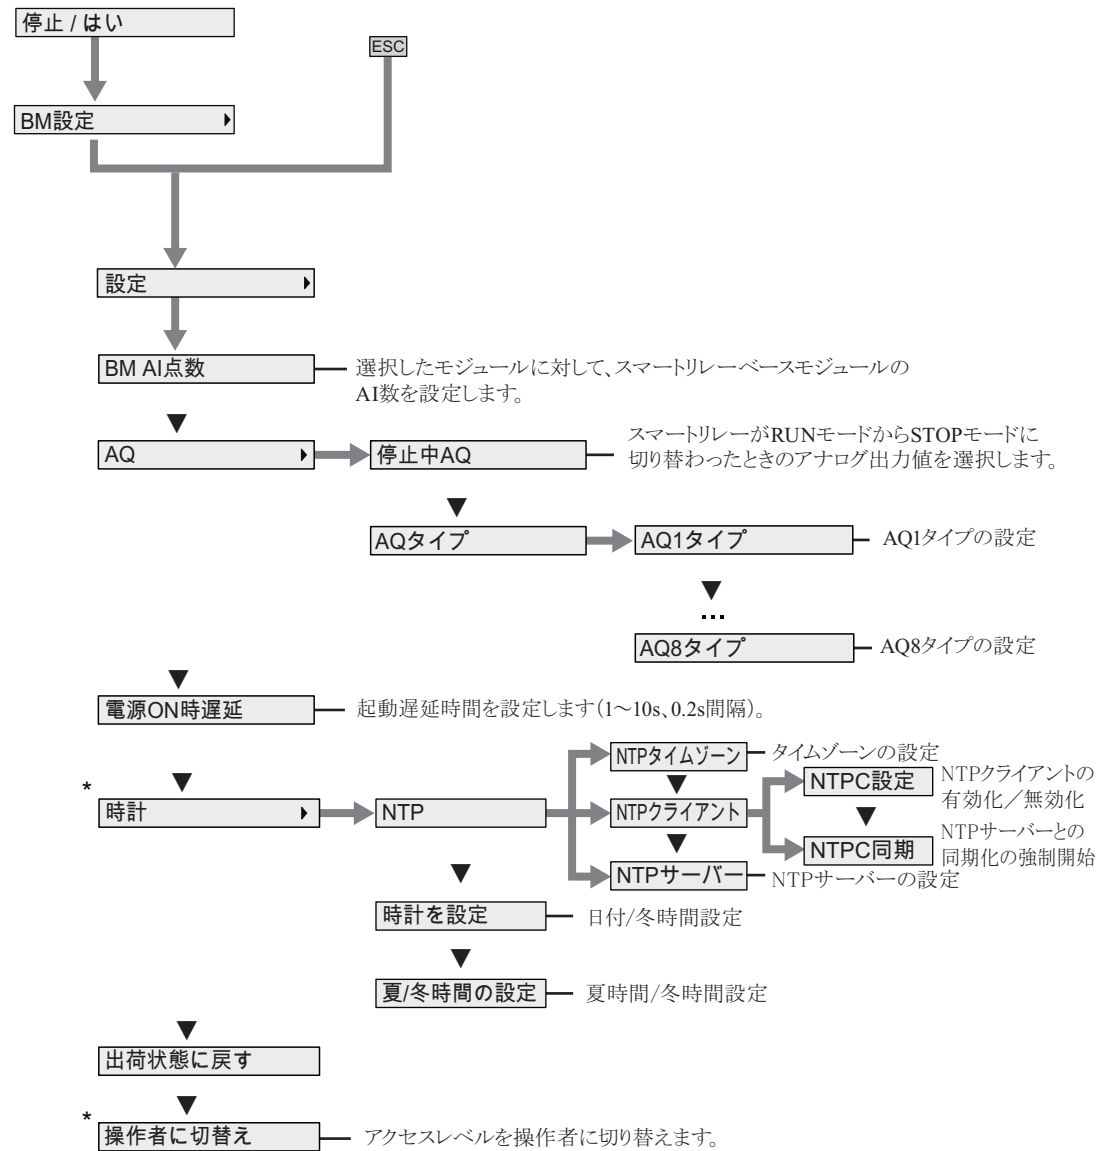 停止 / はい
ESC
BM設定
設定
BM AI点数
選択したモジュールに対して、スマートリレーベースモジュールの
AI数を設定します。
AQ
停止中AQ
スマートリレーがRUNモードからSTOPモードに
切り替わったときのアナログ出力値を選択します。
AQタイプ
AQ1タイプ
AQ1タイプの設定
...
AQ8タイプ
AQ8タイプの設定
電源ON時遅延
起動遅延時間を設定します(1～10s、0.2s間隔)。
*
時計
NTP
NTPタイムゾーン
タイムゾーンの設定
NTPクライアント
NTPC設定
NTPクライアントの
有効化／無効化
NTPC同期
NTPサーバーとの
同期化の強制開始
NTPサーバー
NTPサーバーの設定
時計を設定
日付/冬時間設定
夏/冬時間の設定
夏時間/冬時間設定
出荷状態に戻す
*
操作者に切替え
アクセスレベルを操作者に切り替えます。